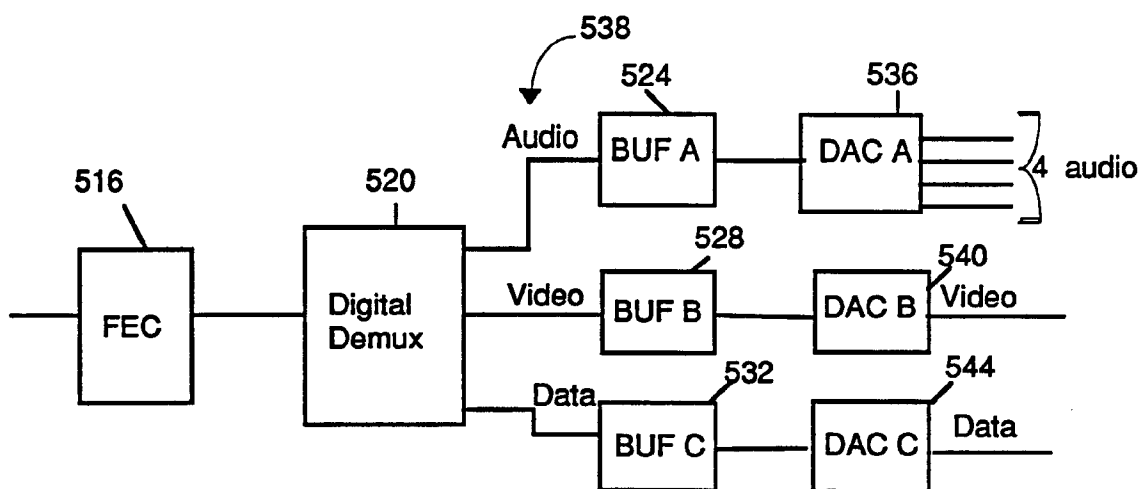 538
524
536
Audio
BUF A
DAC A
4 audio
516
520
528
540
FEC
Digital
Demux
Video
BUF B
DAC B
Video
532
544
Data
BUF C
DAC C
Data